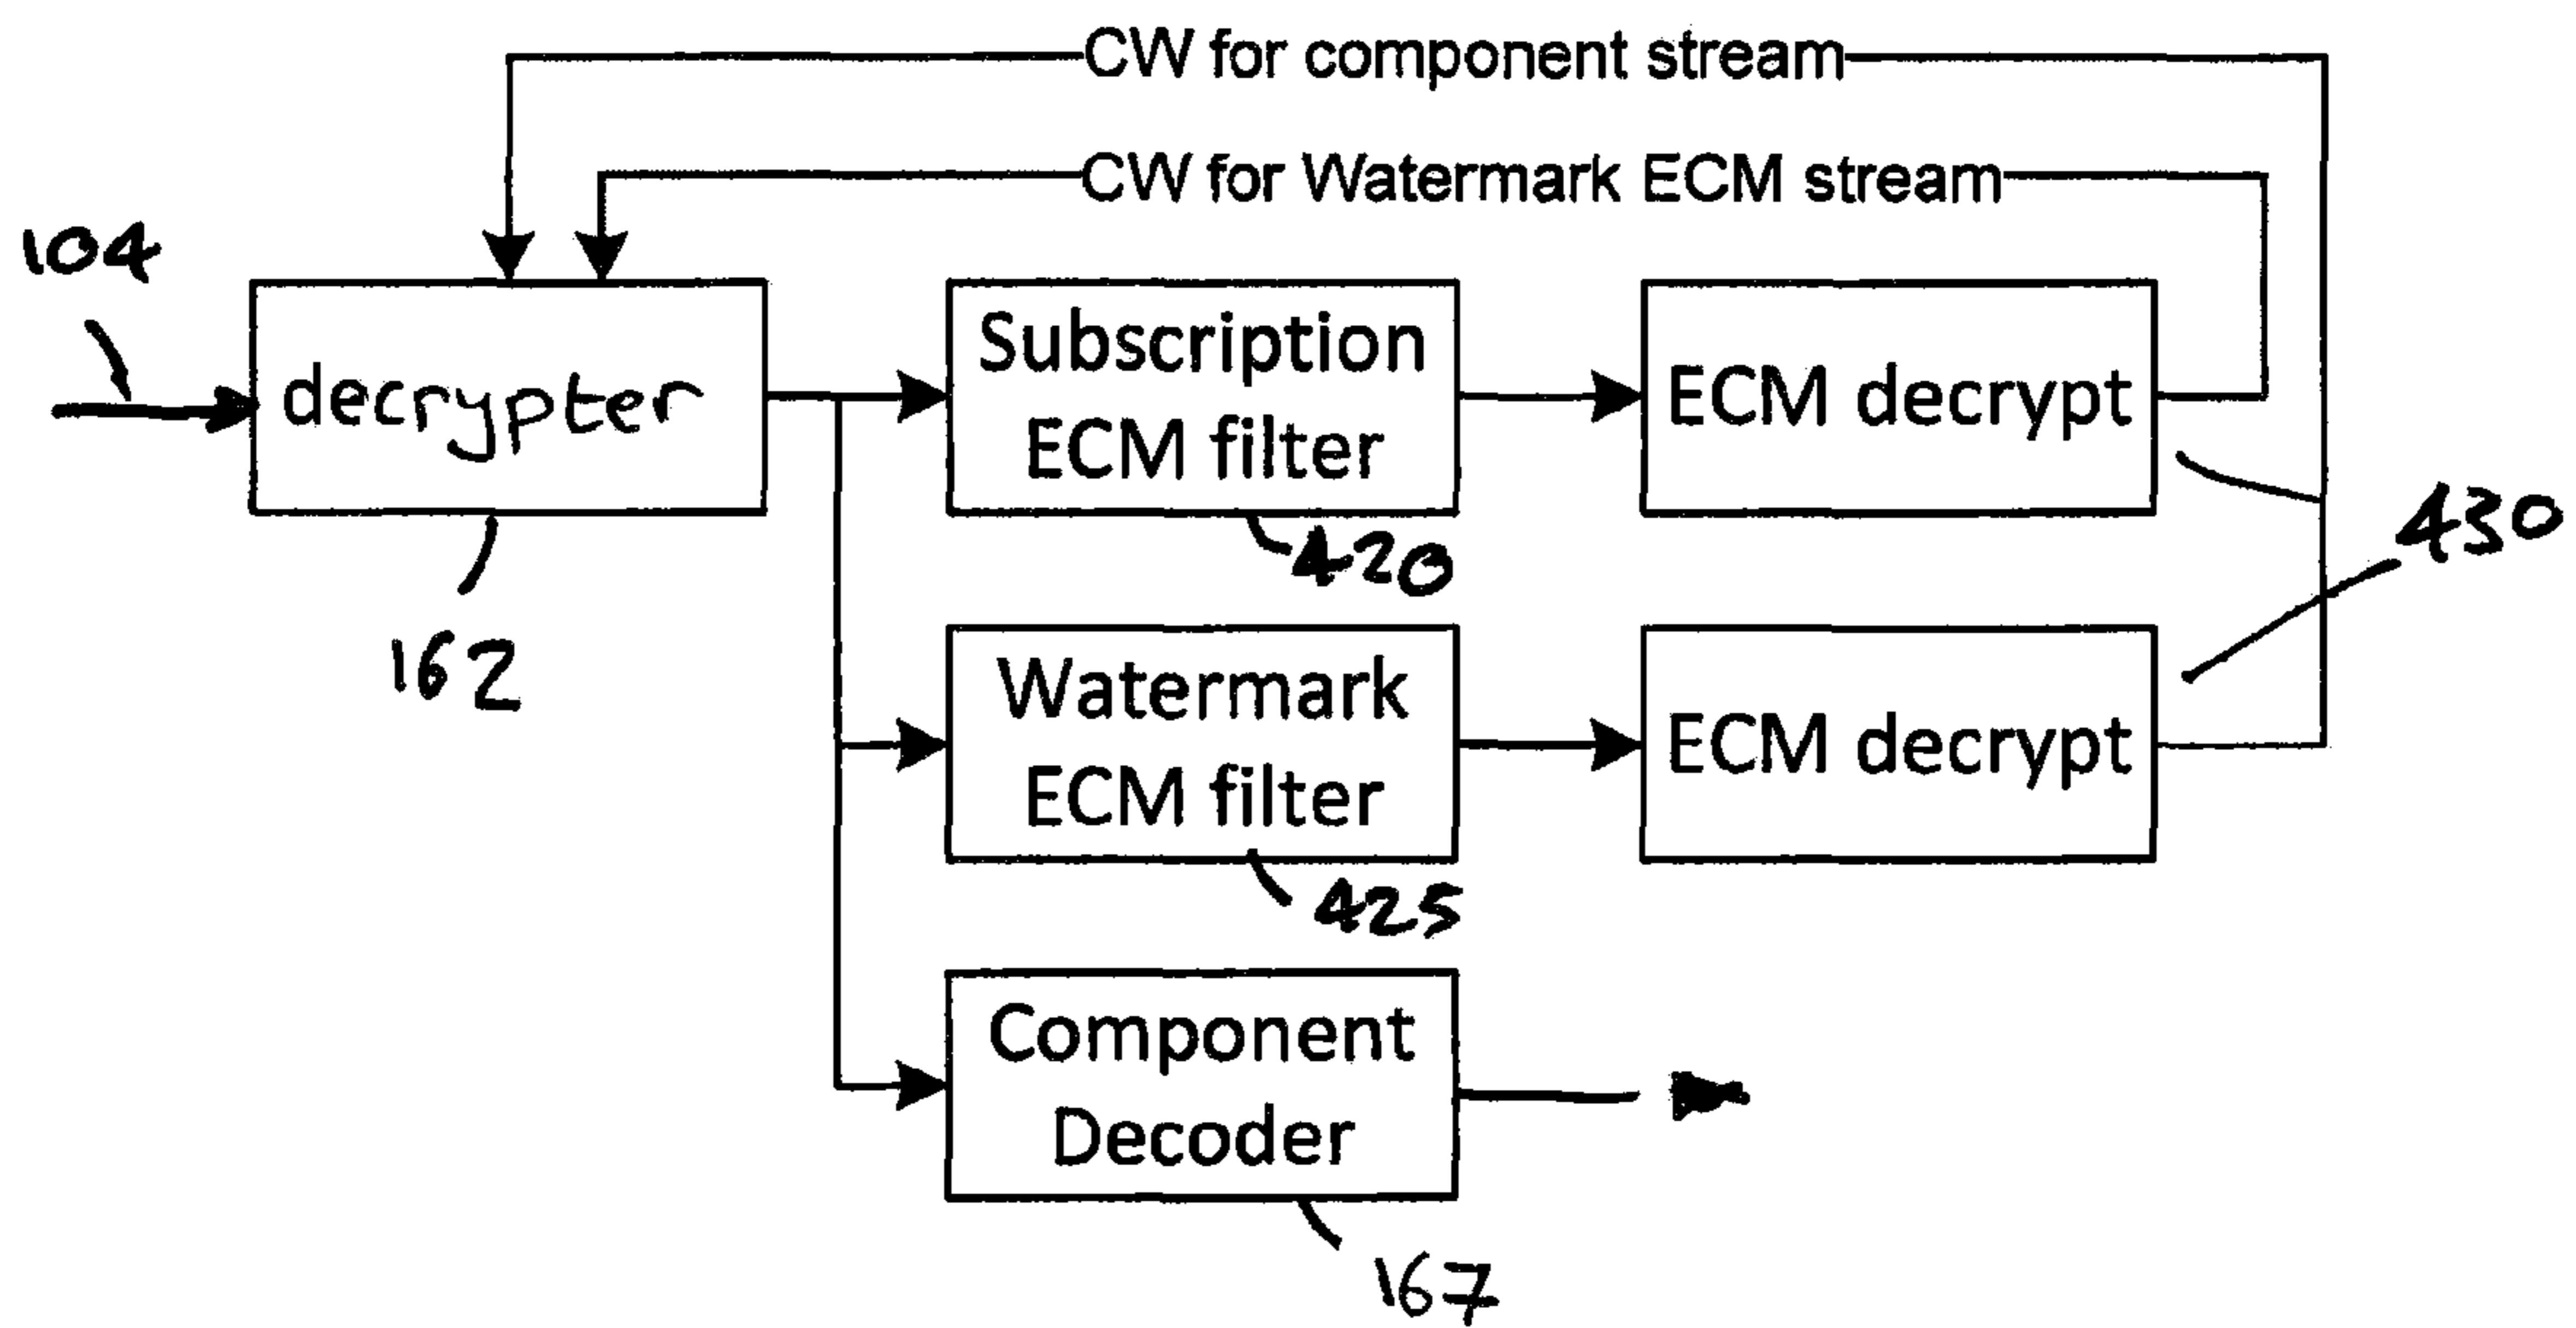 CW for component stream
CW for Watermark ECM stream
104
decrypter
Subscription
ECM filter
ECM decrypt
430
420
162
Watermark
ECM filter
ECM decrypt
425
Component
Decoder
167